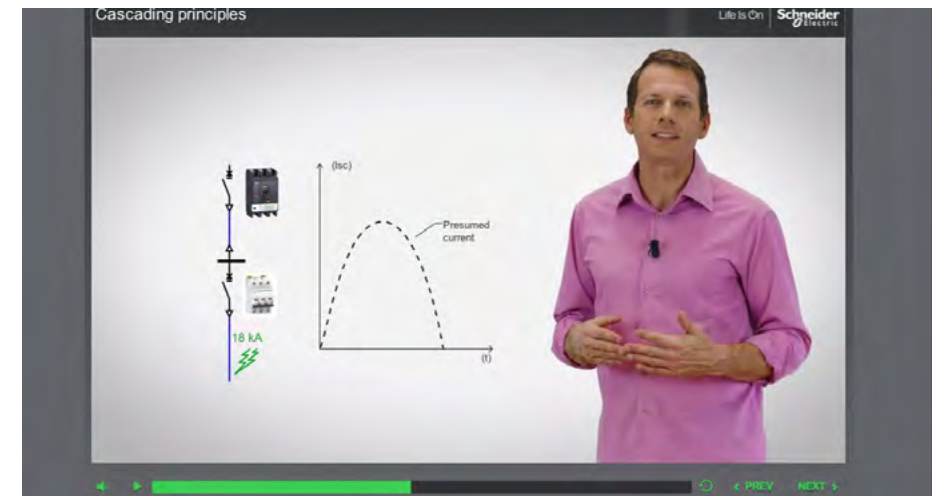 Cascading principles
Life Is On | Schneider
Electric
(Isc)
Presumed
current
18 kA
(t)
PREV
NEXT